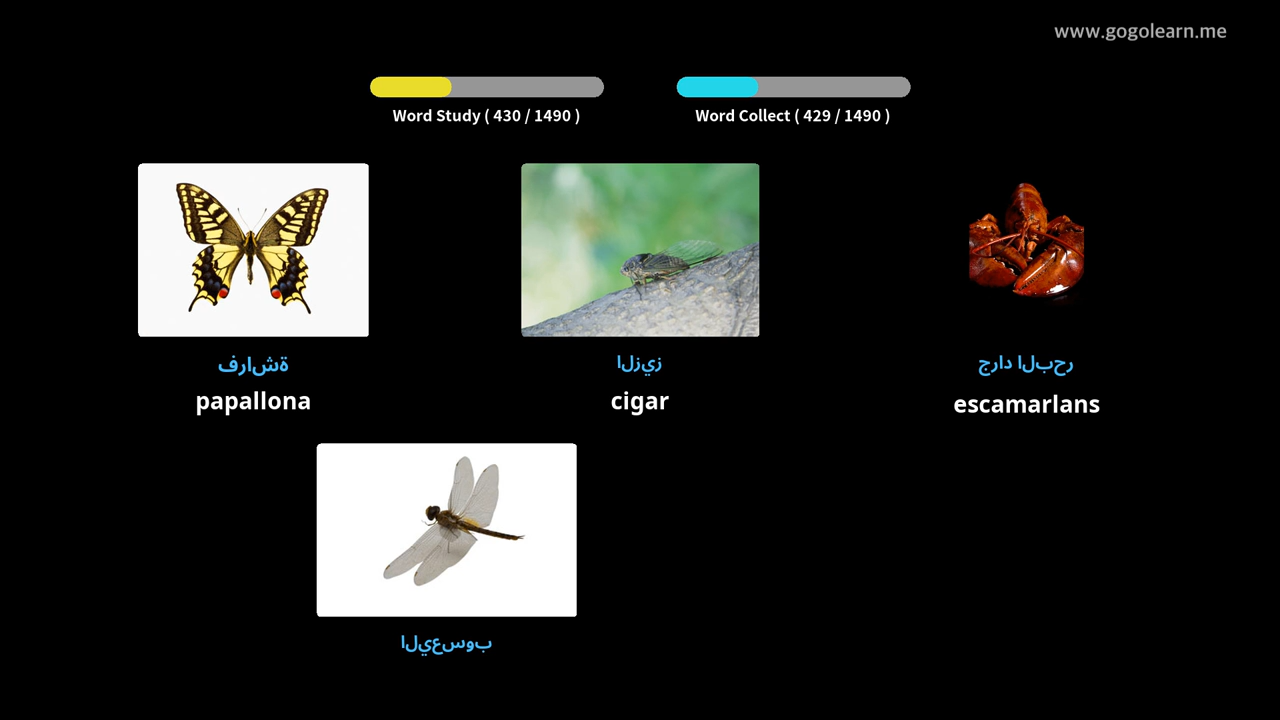 www.gogolearn.me
Word Study ( 430 / 1490 )
Word Collect ( 429 / 1490 )
فراشة
الزيز
جراد البحر
papallona
cigar
escamarlans
اليعسوب